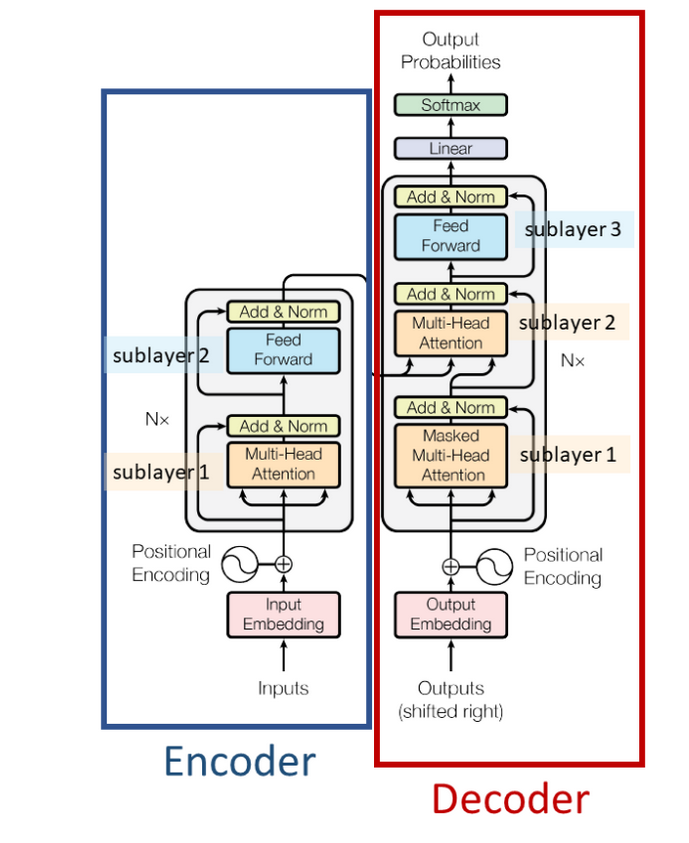 Output
Probabilities
Softmax
Linear
Add & Norm
Feed
Forward
sublayer 3
Add & Norm
Multi-Head
Attention
sublayer 2
N×
Add & Norm
Masked
Multi-Head
Attention
sublayer 1
Positional
Encoding
Output
Embedding
Outputs
(shifted right)
Decoder
Add & Norm
Feed
Forward
sublayer 2
N×
Add & Norm
Multi-Head
Attention
sublayer 1
Positional
Encoding
Input
Embedding
Inputs
Encoder